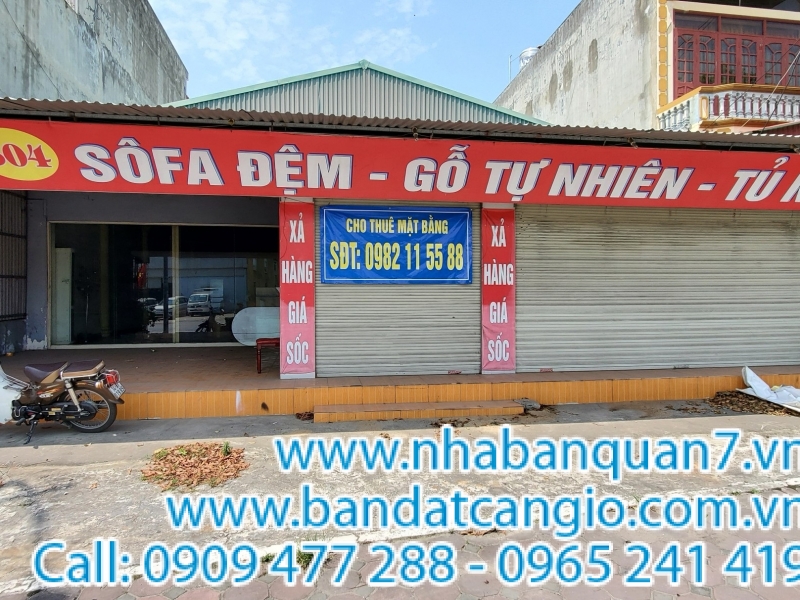 304
SÔFA ĐỆM - GỖ TỰ NHIÊN - TỦ
XẢ
HÀNG
GIÁ
SỐC
CHO THUÊ MẶT BẰNG
SĐT: 0982 11 55 88
XẢ
HÀNG
GIÁ
SỐC
www.nhabanquan7.vn
www.bandatcangio.com.vn
Call: 0909 477 288 - 0965 241 419